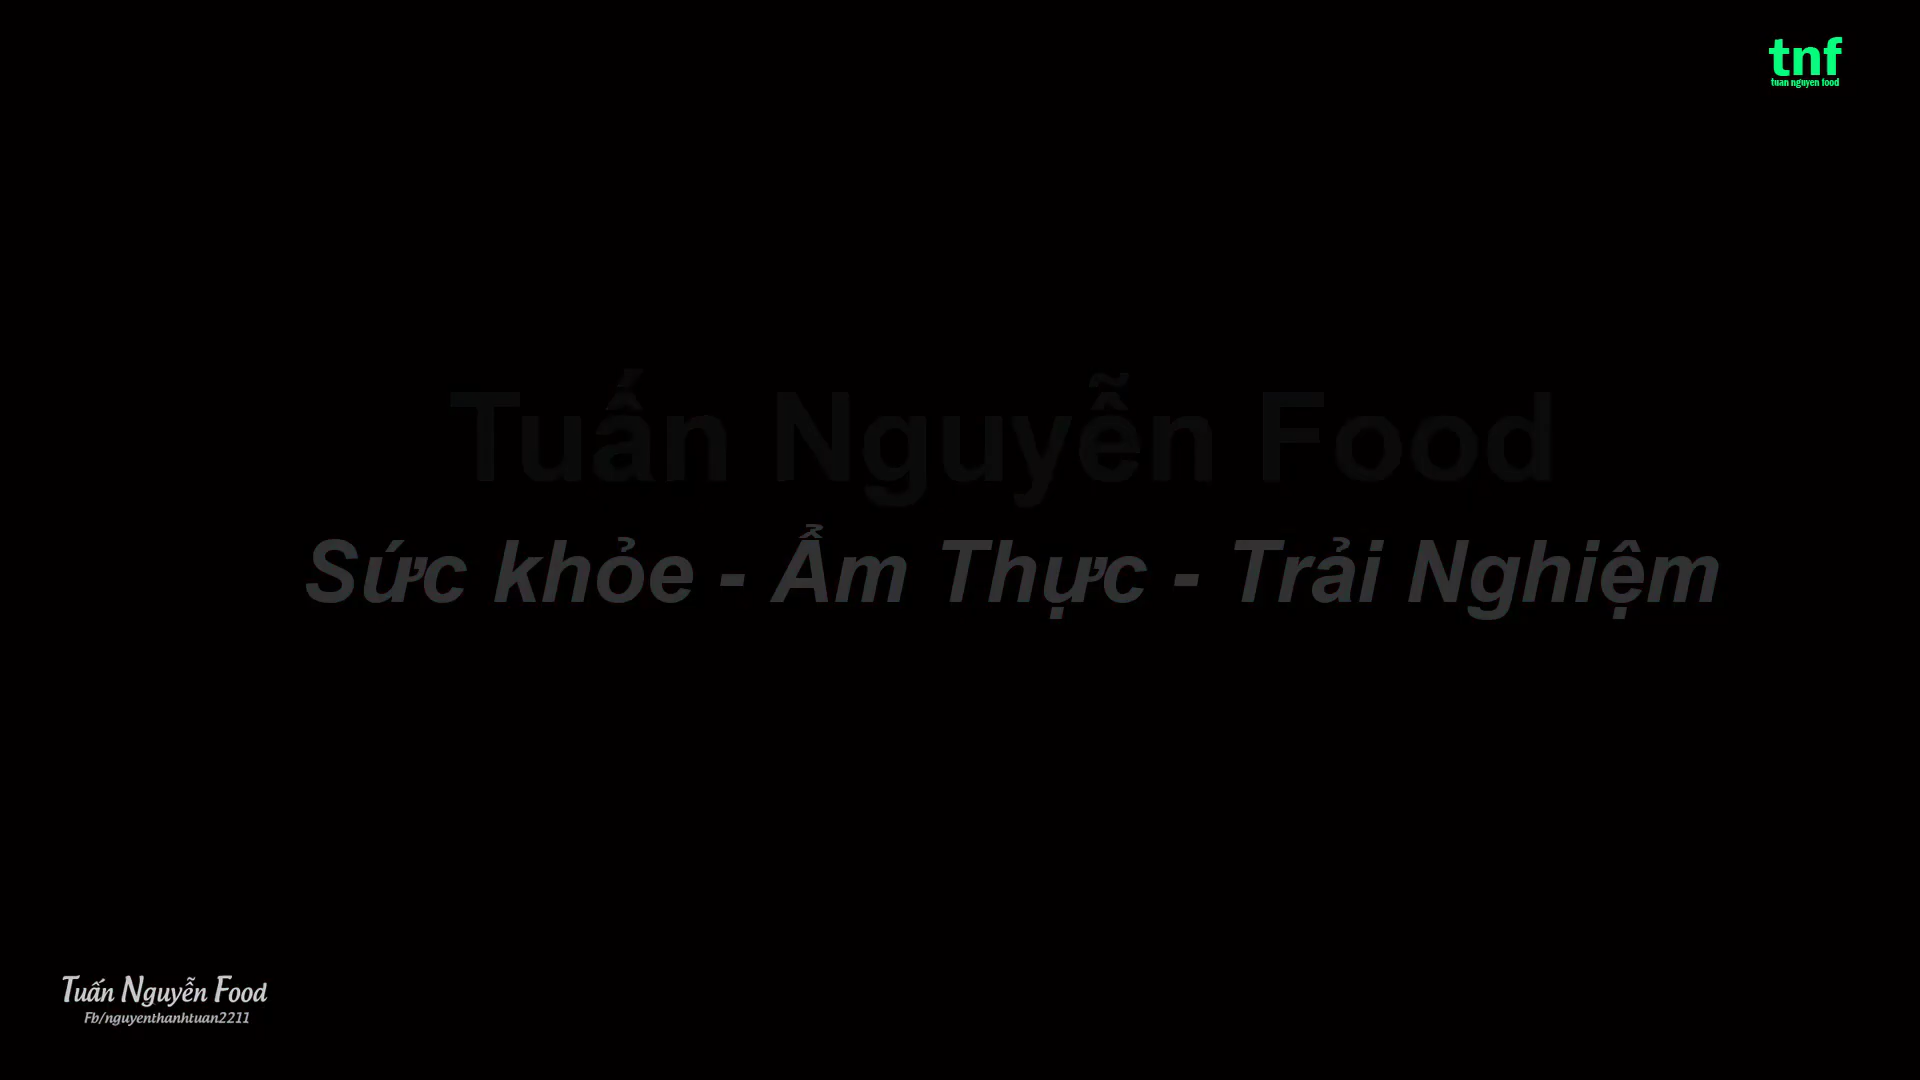 tnf
tuan nguyen food
Tuấn Nguyễn Food
Sức khỏe - Ẩm Thực - Trải Nghiệm
Tuấn Nguyễn Food
Fb/nguyenthanhtuan2211